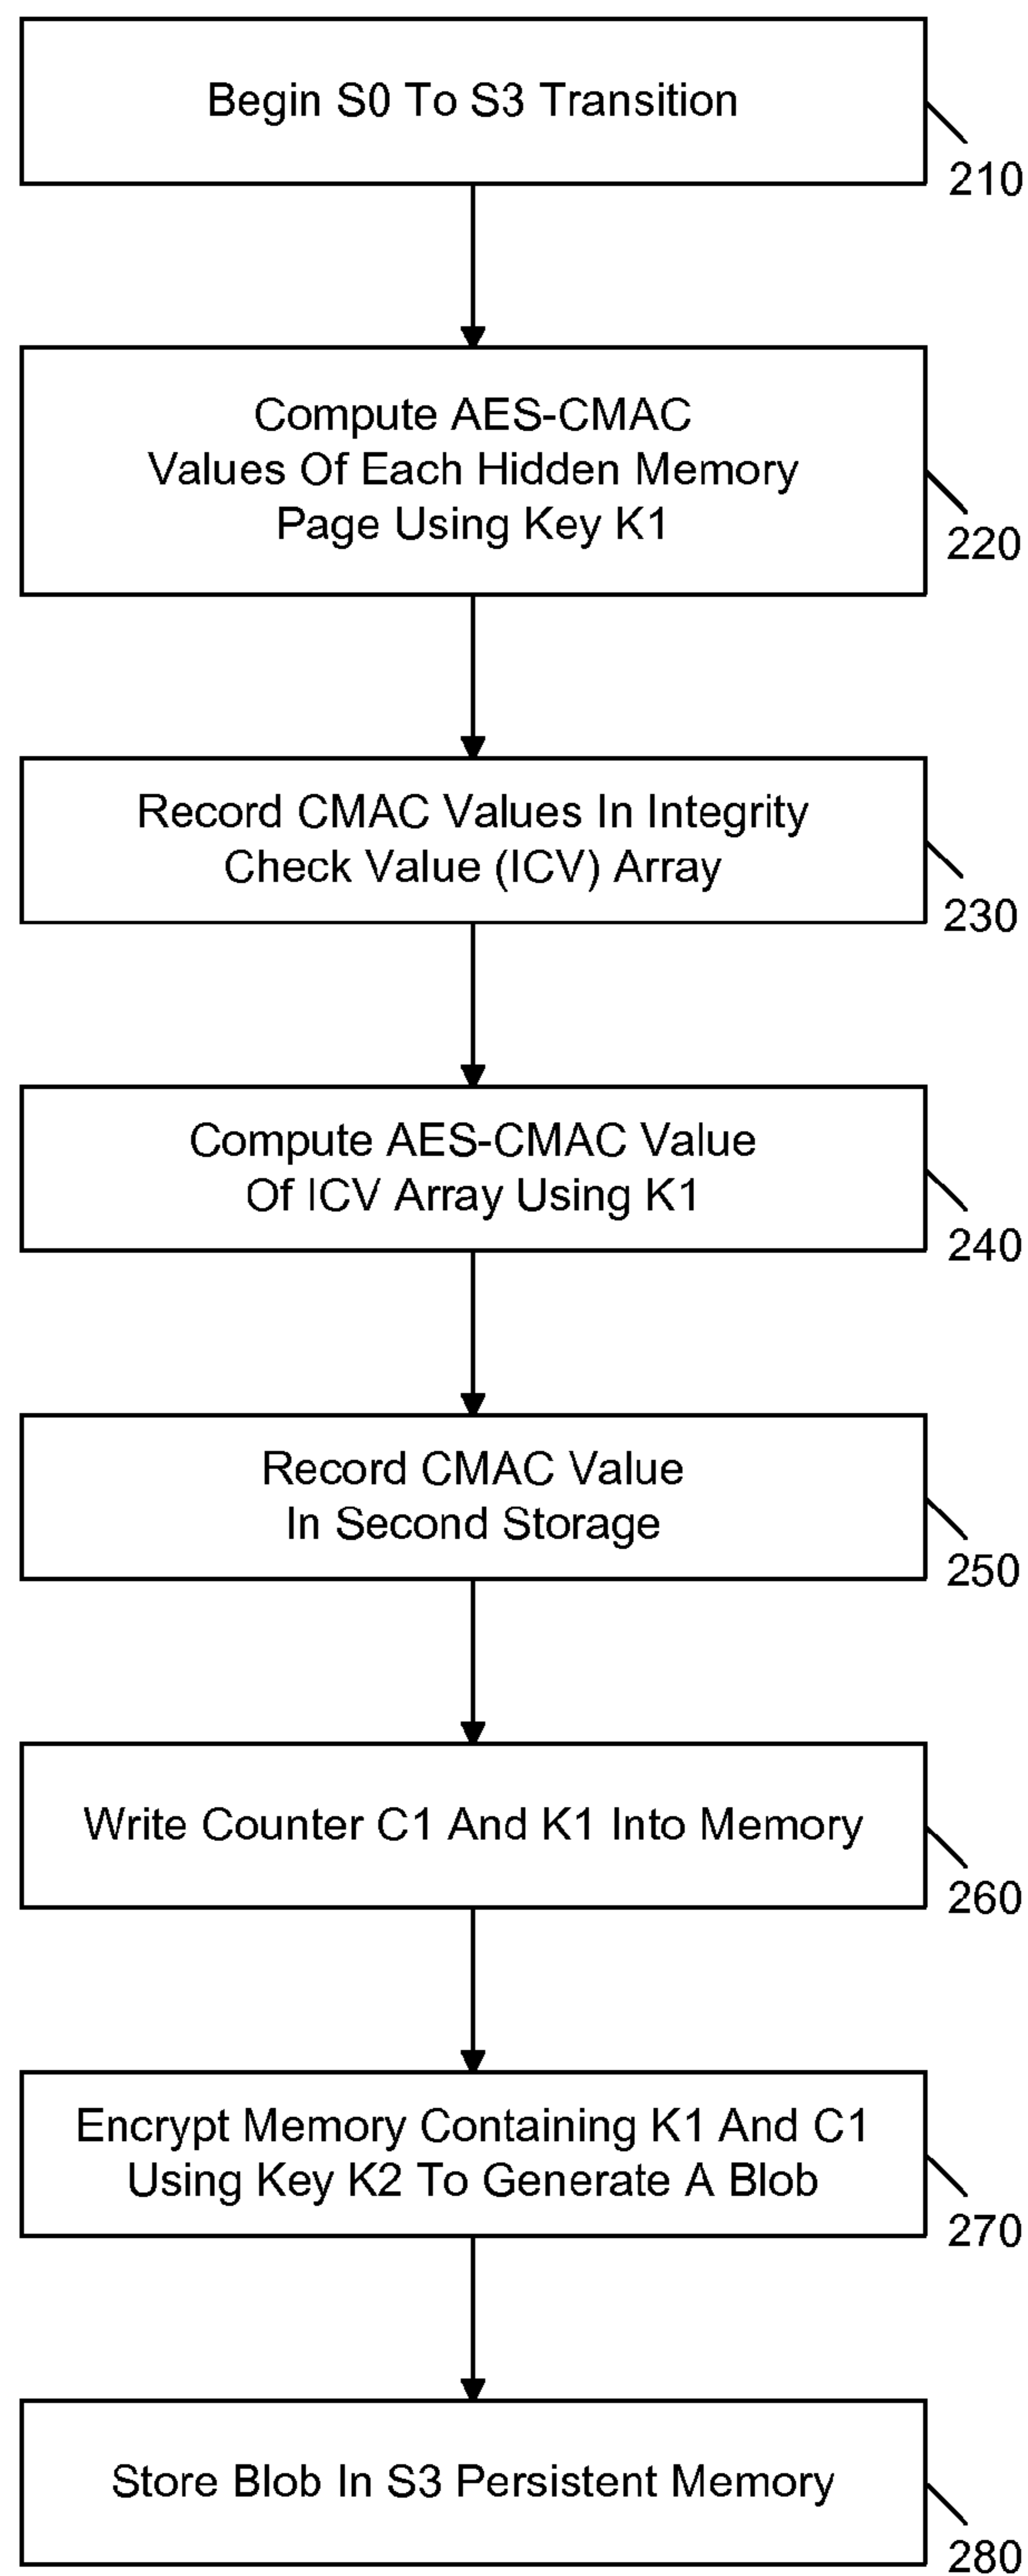 Begin S0 To S3 Transition
210
Compute AES-CMAC
Values Of Each Hidden Memory
Page Using Key K1
220
Record CMAC Values In Integrity
Check Value (ICV) Array
230
Compute AES-CMAC Value
Of ICV Array Using K1
240
Record CMAC Value
In Second Storage
250
Write Counter C1 And K1 Into Memory
260
Encrypt Memory Containing K1 And C1
Using Key K2 To Generate A Blob
270
Store Blob In S3 Persistent Memory
280